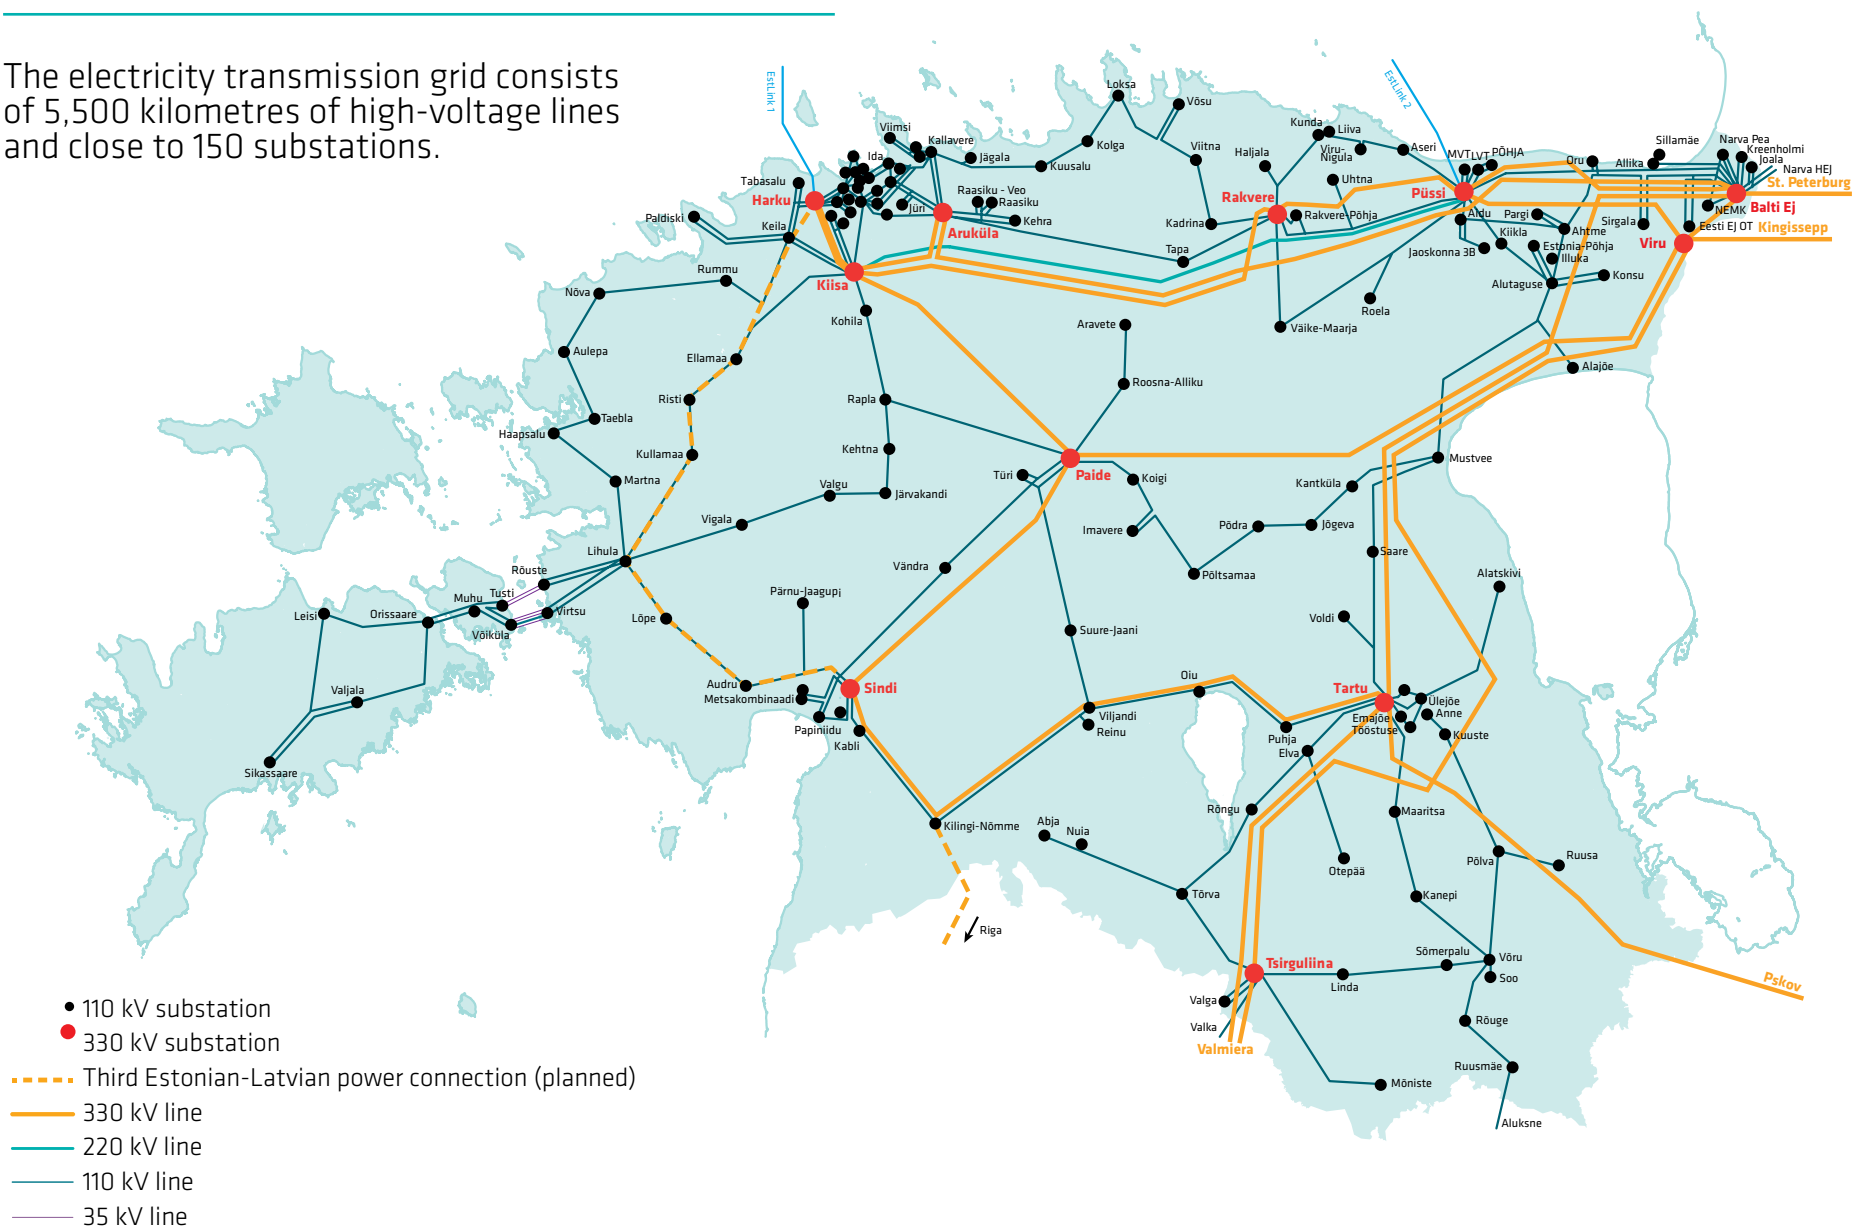 The electricity transmission grid consists
of 5,500 kilometres of high-voltage lines
and close to 150 substations.
EstLink 1
EstLink 2
Loksa
Võsu
Viimsi
Kallavere
Ida
Jägala
Kolga
Kuusalu
Viitna
Kunda
Liiva
Viru-
Nigula
Aseri
Haljala
Uhtna
MVT
LVT
PÕHJA
Oru
Allika
Sillamäe
Narva Pea
Kreenholmi
Joala
Narva HEJ
St. Peterburg
Tabasalu
Harku
Paldiski
Keila
Jüri
Raasiku - Veo
Raasiku
Kehra
Aruküla
Rakvere
Kadrina
Rakvere-Põhja
Tapa
Püssi
Aidu
Pargi
Kiikla
Ahtme
Jaoskonna 3B
Estonia-Põhja
Illuka
Alutaguse
Konsu
Sirgala
NEMK
Balti Ej
Eesti EJ OT
Kingissepp
Viru
Rummu
Kiisa
Nõva
Kohila
Aravete
Roela
Väike-Maarja
Aulepa
Ellamaa
Alajõe
Roosna-Alliku
Risti
Rapla
Taebla
Haapsalu
Kullamaa
Kehtna
Mustvee
Martna
Türi
Paide
Koigi
Kantküla
Valgu
Järvakandi
Vigala
Imavere
Põdra
Jõgeva
Lihula
Saare
Rõuste
Vändra
Põltsamaa
Alatskivi
Tusti
Muhu
Virtsu
Leisi
Orissaare
Võiküla
Pärnu-Jaagupi
Lõpe
Suure-Jaani
Voldi
Valjala
Audru
Metsakombinaadi
Sindi
Oiu
Tartu
Ülejõe
Anne
Emajõe
Tööstuse
Papiniidu
Kabli
Viljandi
Reinu
Puhja
Elva
Kuuste
Sikassaare
Rõngu
Maaritsa
Kilingi-Nõmme
Abja
Nuia
Otepää
Põlva
Ruusa
Tõrva
Kanepi
Riga
Tsirguliina
Sõmerpalu
Võru
Linda
Soo
Pskov
Valga
Valka
Valmiera
Rõuge
Ruusmäe
Mõniste
Aluksne
110 kV substation
330 kV substation
Third Estonian-Latvian power connection (planned)
330 kV line
220 kV line
110 kV line
35 kV line